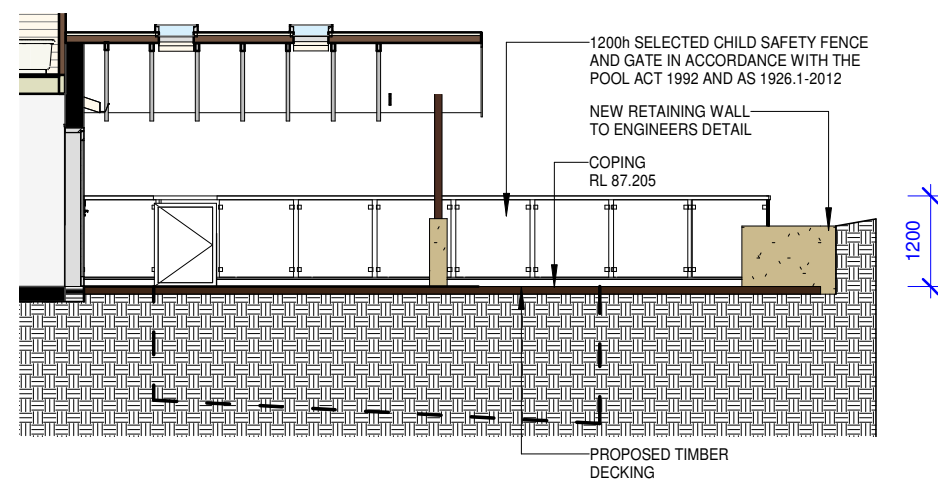 1200h SELECTED CHILD SAFETY FENCE
AND GATE IN ACCORDANCE WITH THE
POOL ACT 1992 AND AS 1926.1-2012
NEW RETAINING WALL
TO ENGINEERS DETAIL
COPING
RL 87.205
1200
PROPOSED TIMBER
DECKING